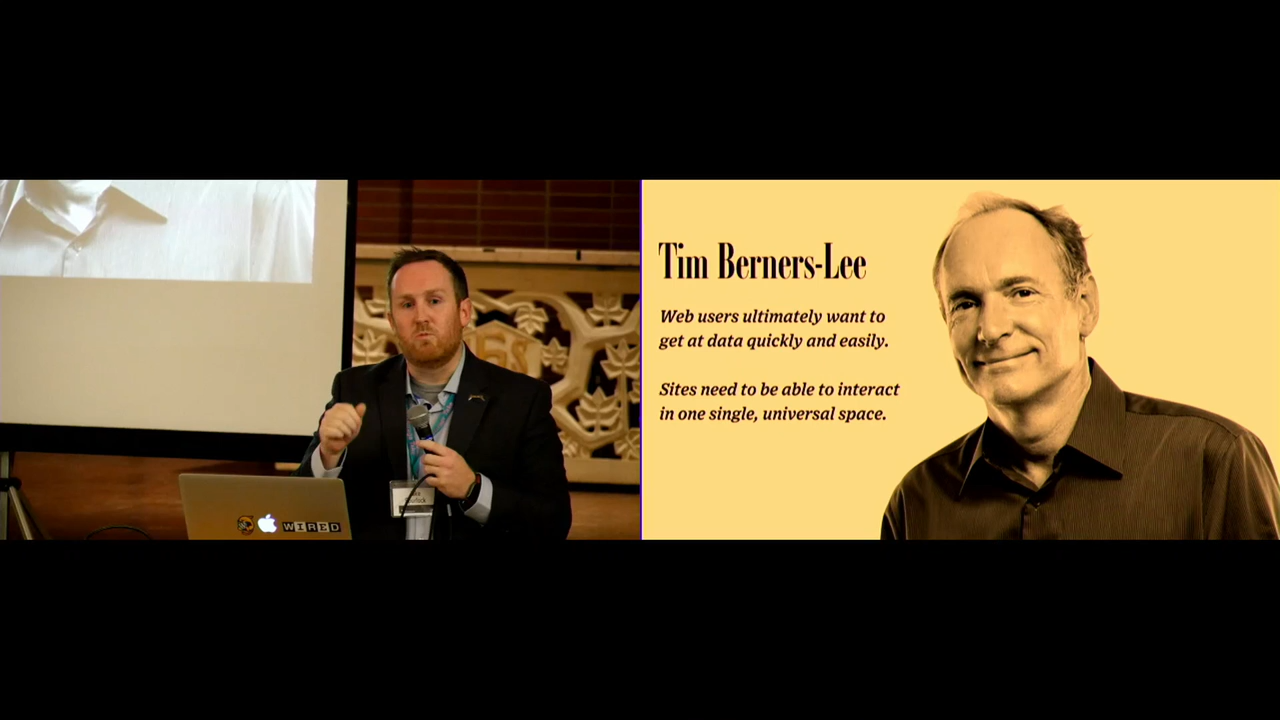 WIRED
Tim Berners-Lee
Web users ultimately want to
get at data quickly and easily.
Sites need to be able to interact
in one single, universal space.